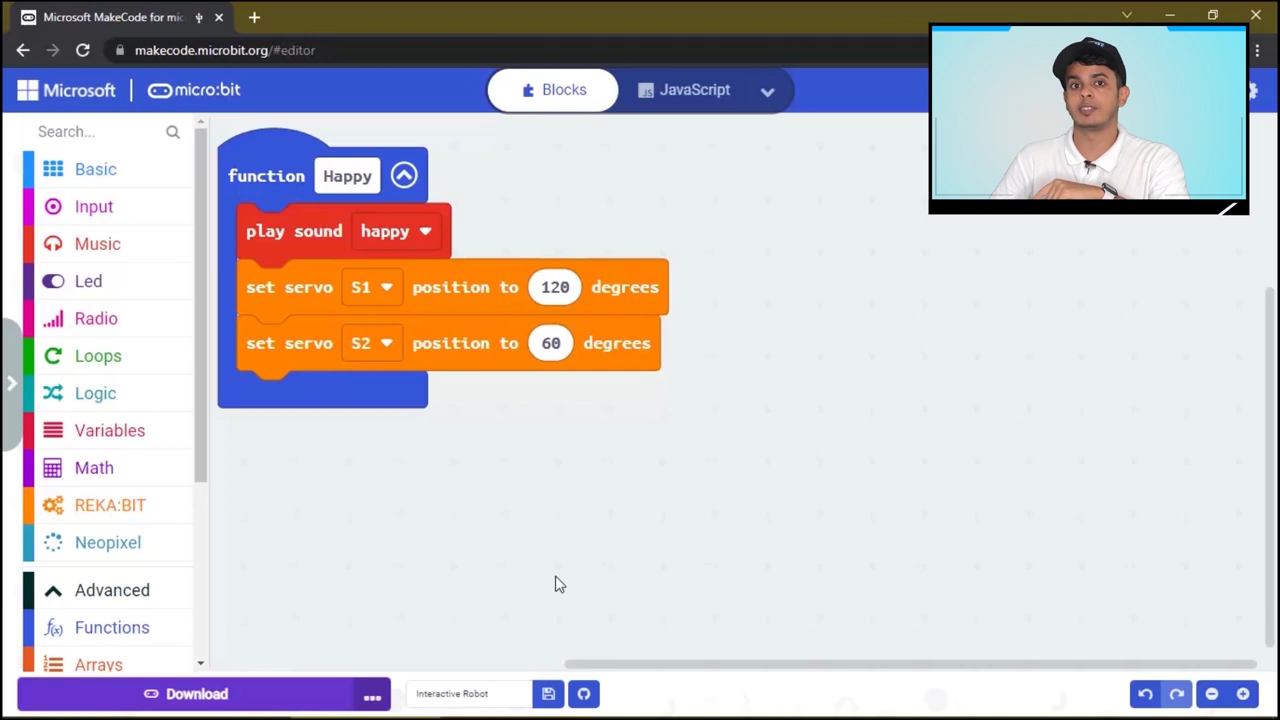 Microsoft MakeCode for mic
makecode.microbit.org/#editor
Microsoft
micro:bit
Blocks
JS JavaScript
Search...
Basic
Input
Music
Led
Radio
Loops
Logic
Variables
Math
REKA:BIT
Neopixel
Advanced
f(x) Functions
Arrays
function Happy
play sound happy
set servo S1 position to 120 degrees
set servo S2 position to 60 degrees
Download
...
Interactive Robot